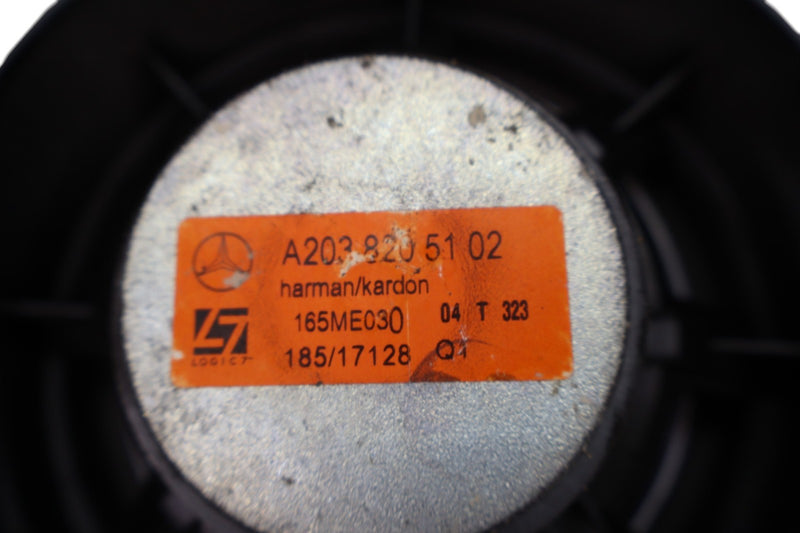 A203 820 51 02
harman/kardon
165ME030 04 T 323
185/17128 Q1
LOGIC7